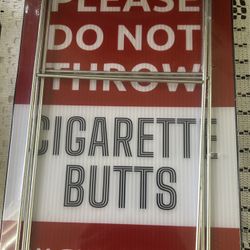 PLEASE
DO NOT
THROW
CIGARETTE
BUTTS